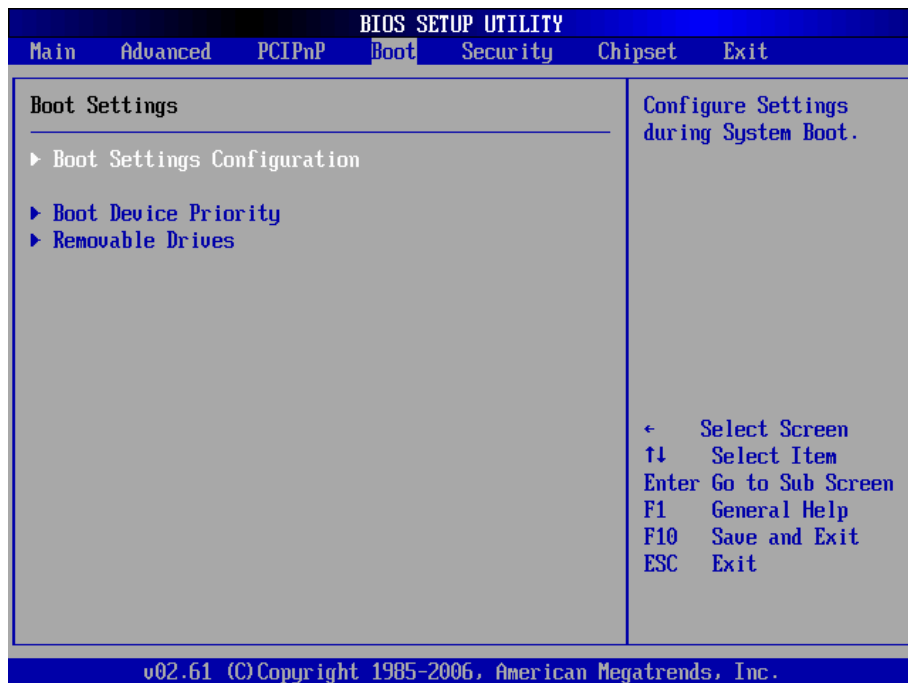 BIOS SETUP UTILITY
Main Advanced PCIPnP Boot Security Chipset Exit
Boot Settings
▶ Boot Settings Configuration
▶ Boot Device Priority
▶ Removable Drives
Configure Settings
during System Boot.
← Select Screen
↑↓ Select Item
Enter Go to Sub Screen
F1 General Help
F10 Save and Exit
ESC Exit
v02.61 (C)Copyright 1985-2006, American Megatrends, Inc.